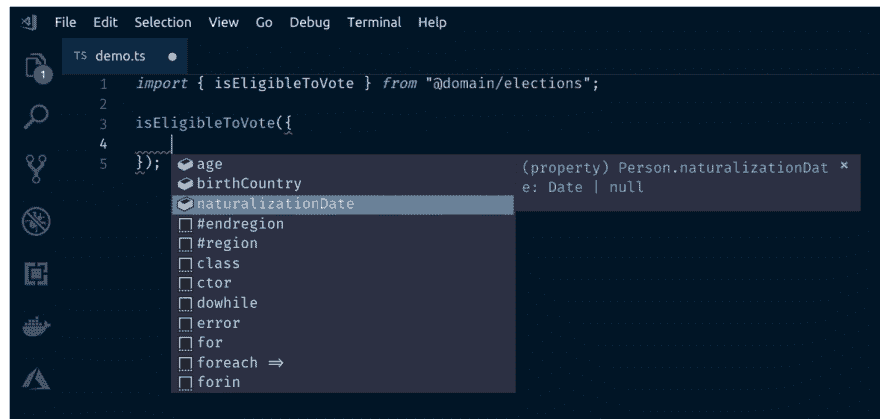 File Edit Selection View Go Debug Terminal Help
TS demo.ts
1
1 import { isEligibleToVote } from "@domain/elections";
2
3 isEligibleToVote({
4
5 });
age
birthCountry
naturalizationDate
#endregion
#region
class
ctor
dowhile
error
for
foreach ⇒
forin
(property) Person.naturalizationDat ×
e: Date | null